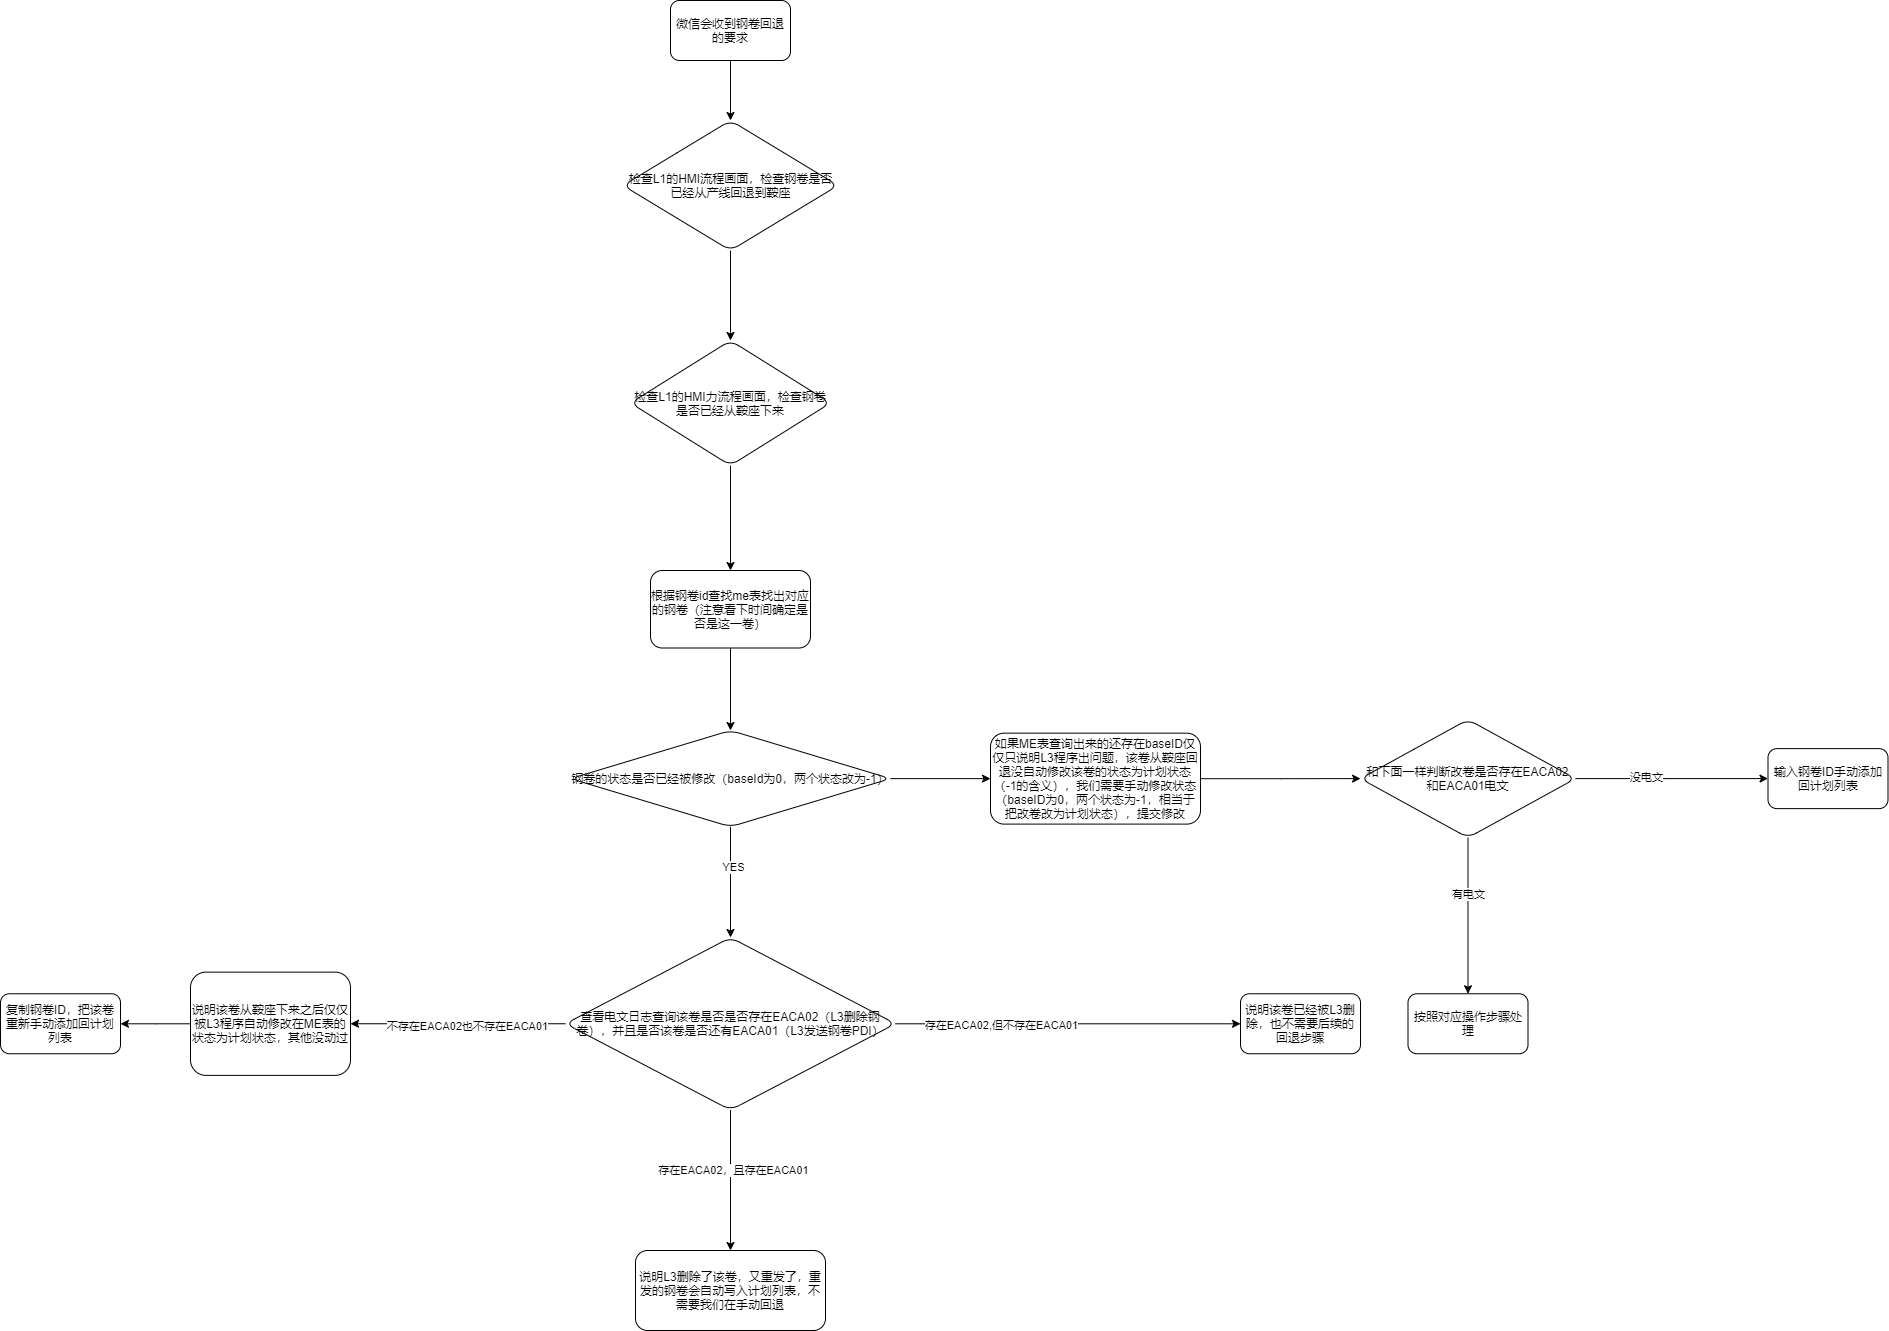 微信会收到钢卷回退
的要求
检查L1的HMI流程画面，检查钢卷是否
已经从产线回退到鞍座
检查L1的HMI力流程画面，检查钢卷
是否已经从鞍座下来
根据钢卷id查找me表找出对应
的钢卷（注意看下时间确定是
否是这一卷）
钢卷的状态是否已经被修改（baseId为0，两个状态改为-1）
如果ME表查询出来的还存在baseID仅
仅只说明L3程序出问题，该卷从鞍座回
退没自动修改该卷的状态为计划状态
（-1的含义），我们需要手动修改状态
（baseID为0，两个状态为-1，相当于
把改卷改为计划状态），提交修改
和下面一样判断改卷是否存在EACA02
和EACA01电文
没电文
输入钢卷ID手动添加
回计划列表
YES
有电文
按照对应操作步骤处
理
查看电文日志查询该卷是否是否存在EACA02（L3删除钢
卷），并且是否该卷是否还有EACA01（L3发送钢卷PDI）
不存在EACA02也不存在EACA01
说明该卷从鞍座下来之后仅仅
被L3程序自动修改在ME表的
状态为计划状态，其他没动过
复制钢卷ID，把该卷
重新手动添加回计划
列表
存在EACA02,但不存在EACA01
说明该卷已经被L3删
除，也不需要后续的
回退步骤
存在EACA02，且存在EACA01
说明L3删除了该卷，又重发了，重
发的钢卷会自动写入计划列表，不
需要我们在手动回退